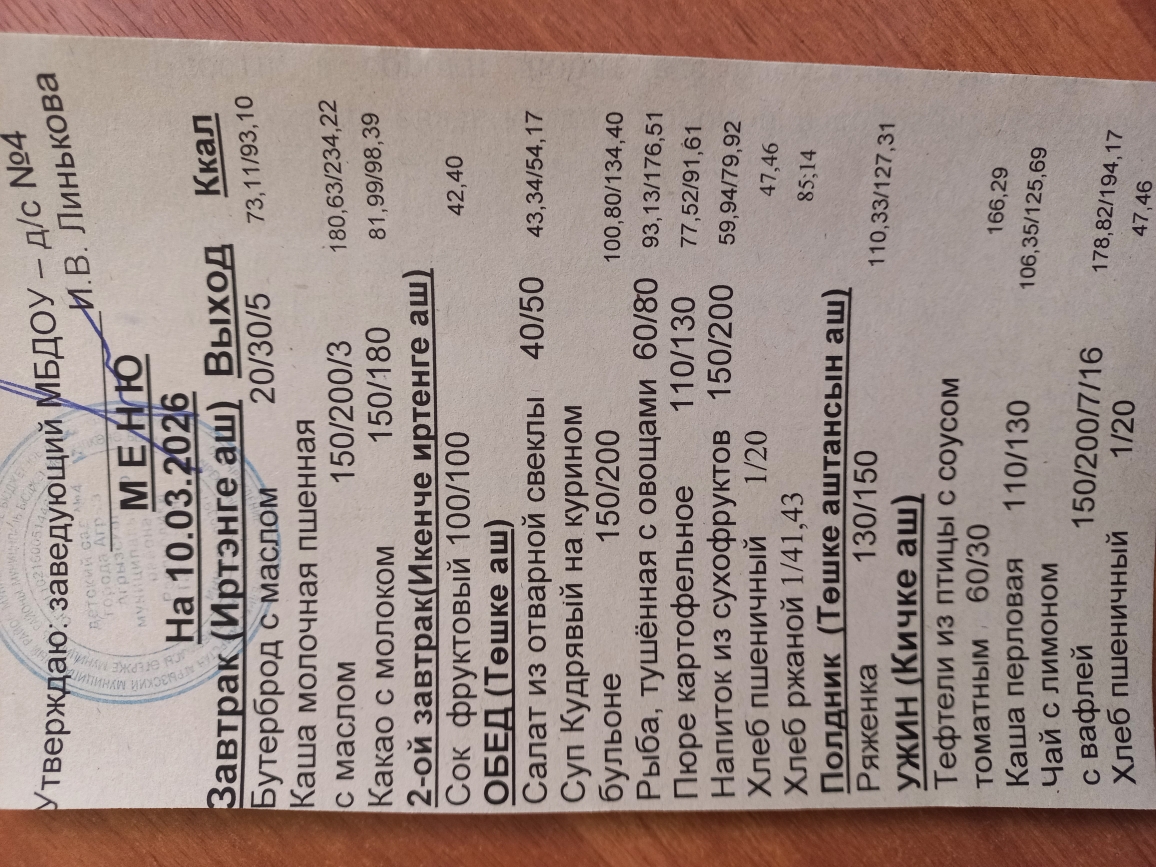 Утверждаю: заведующий МБДОУ – д/с №4
И.В. Линькова
М Е Н Ю
На 10.03.2026
Завтрак (Иртэнге аш) Выход Ккал
Бутерброд с маслом 20/30/5 73,11/93,10
Каша молочная пшенная
с маслом 150/200/3 180,63/234,22
Какао с молоком 150/180 81,99/98,39
2-ой завтрак(Икенче иртенге аш)
Сок фруктовый 100/100 42,40
ОБЕД (Төшке аш)
Салат из отварной свеклы 40/50 43,34/54,17
Суп Кудрявый на курином
бульоне 150/200 100,80/134,40
Рыба, тушённая с овощами 60/80 93,13/176,51
Пюре картофельное 110/130 77,52/91,61
Напиток из сухофруктов 150/200 59,94/79,92
Хлеб пшеничный 1/20 47,46
Хлеб ржаной 1/41,43 85;14
Полдник (Төшке аштансын аш)
Ряженка 130/150 110,33/127,31
УЖИН (Кичке аш)
Тефтели из птицы с соусом
томатным 60/30 166,29
Каша перловая 110/130 106,35/125,69
Чай с лимоном
с вафлей 150/200/7/16 178,82/194,17
Хлеб пшеничный 1/20 47,46